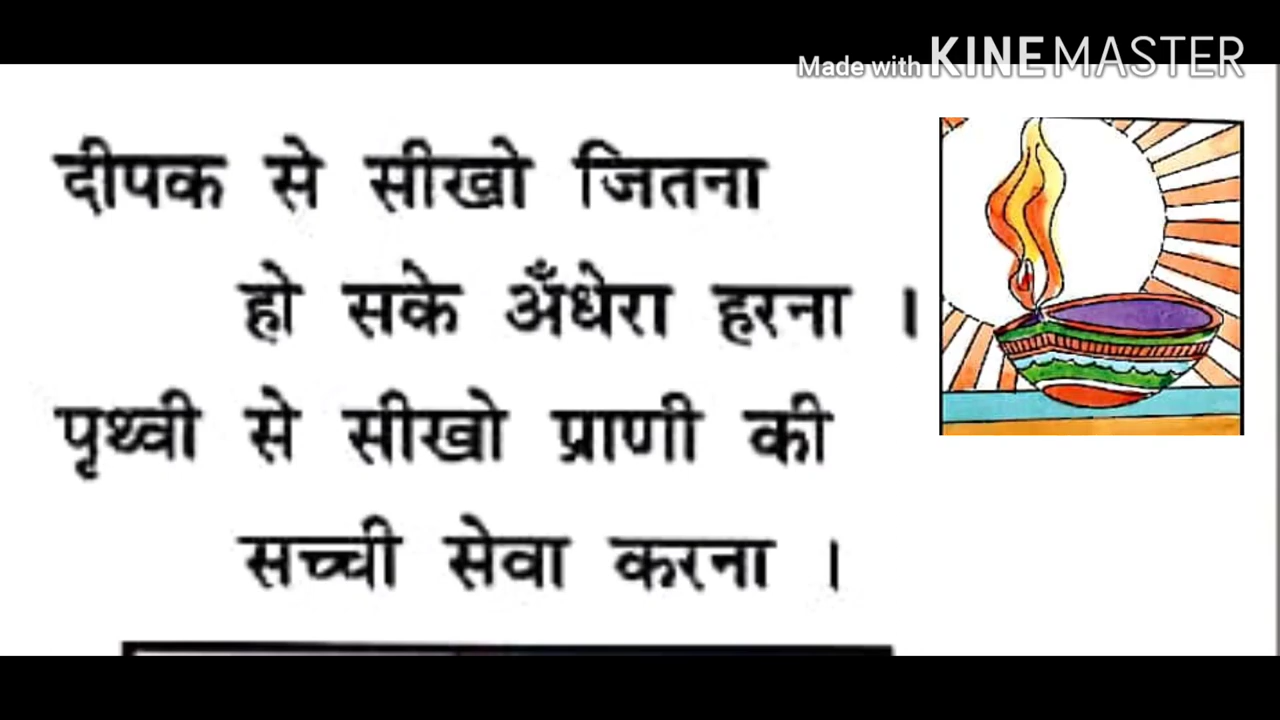 Made with KINEMASTER
दीपक से सीखो जितना
हो सके अँधेरा हरना ।
पृथ्वी से सीखो प्राणी की
सच्ची सेवा करना ।